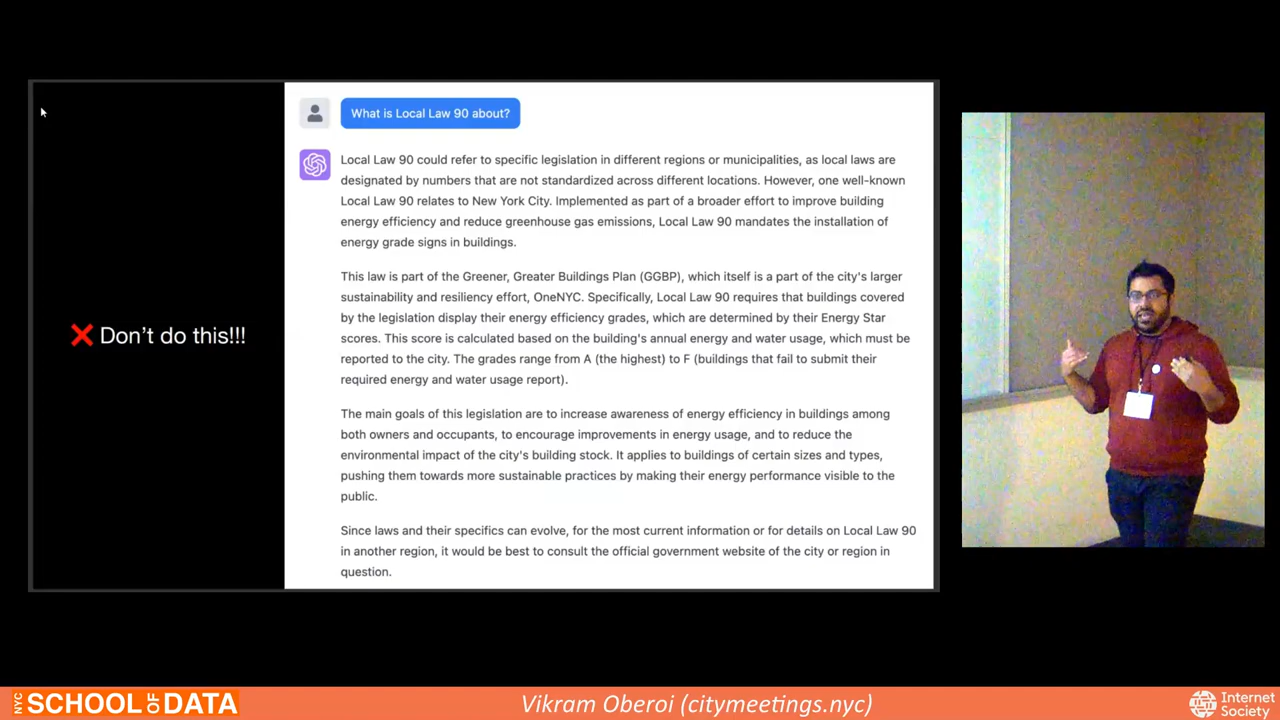 What is Local Law 90 about?
Local Law 90 could refer to specific legislation in different regions or municipalities, as local laws are
designated by numbers that are not standardized across different locations. However, one well-known
Local Law 90 relates to New York City. Implemented as part of a broader effort to improve building
energy efficiency and reduce greenhouse gas emissions, Local Law 90 mandates the installation of
energy grade signs in buildings.
This law is part of the Greener, Greater Buildings Plan (GGBP), which itself is a part of the city's larger
sustainability and resiliency effort, OneNYC. Specifically, Local Law 90 requires that buildings covered
by the legislation display their energy efficiency grades, which are determined by their Energy Star
scores. This score is calculated based on the building's annual energy and water usage, which must be
reported to the city. The grades range from A (the highest) to F (buildings that fail to submit their
required energy and water usage report).
The main goals of this legislation are to increase awareness of energy efficiency in buildings among
both owners and occupants, to encourage improvements in energy usage, and to reduce the
environmental impact of the city's building stock. It applies to buildings of certain sizes and types,
pushing them towards more sustainable practices by making their energy performance visible to the
public.
Since laws and their specifics can evolve, for the most current information or for details on Local Law 90
in another region, it would be best to consult the official government website of the city or region in
question.
❌ Don't do this!!!
NYC SCHOOL OF DATA
Vikram Oberoi (citymeetings.nyc)
Internet
Society